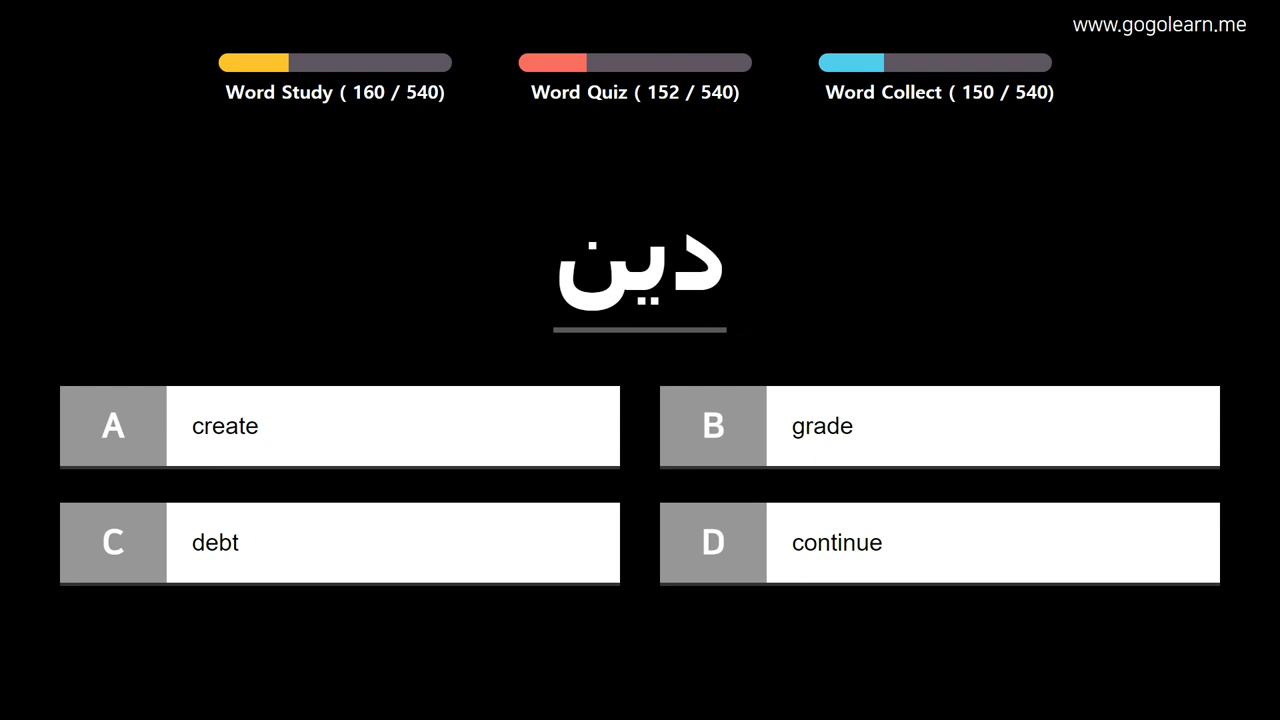 www.gogolearn.me
Word Study ( 160 / 540)
Word Quiz ( 152 / 540)
Word Collect ( 150 / 540)
دين
A create
B grade
C debt
D continue